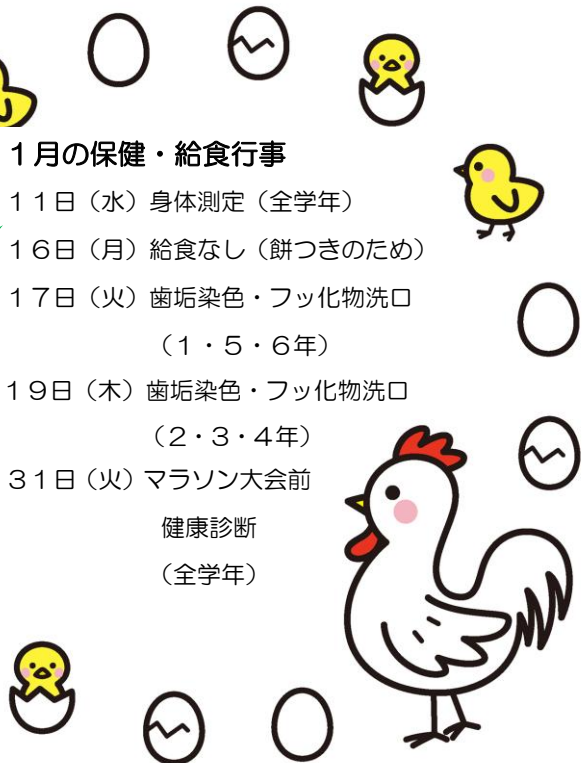 １月の保健・給食行事
１１日（水）身体測定（全学年）
１６日（月）給食なし（餅つきのため）
１７日（火）歯垢染色・フッ化物洗口
（１・５・６年）
１９日（木）歯垢染色・フッ化物洗口
（２・３・４年）
３１日（火）マラソン大会前
健康診断
（全学年）